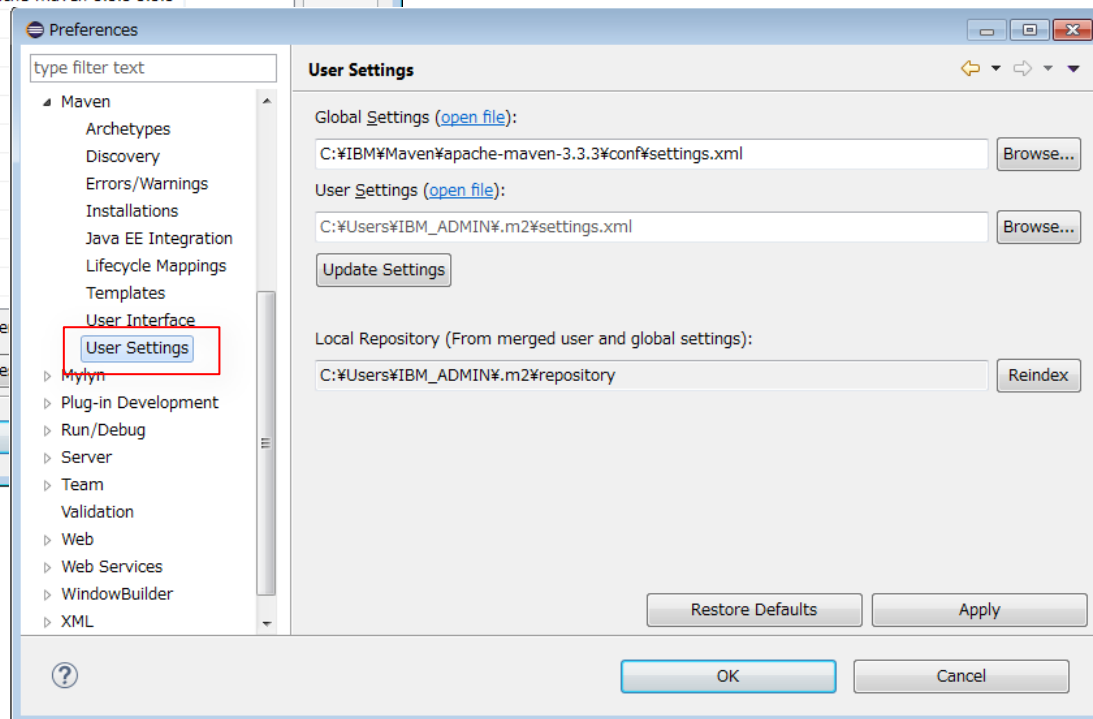 Preferences
type filter text
Maven
Archetypes
Discovery
Errors/Warnings
Installations
Java EE Integration
Lifecycle Mappings
Templates
User Interface
User Settings
Mylyn
Plug-in Development
Run/Debug
Server
Team
Validation
Web
Web Services
WindowBuilder
XML
User Settings
Global Settings (open file):
C:¥IBM¥Maven¥apache-maven-3.3.3¥conf¥settings.xml
Browse...
User Settings (open file):
C:¥Users¥IBM_ADMIN¥.m2¥settings.xml
Browse...
Update Settings
Local Repository (From merged user and global settings):
C:¥Users¥IBM_ADMIN¥.m2¥repository
Reindex
Restore Defaults
Apply
?
OK
Cancel